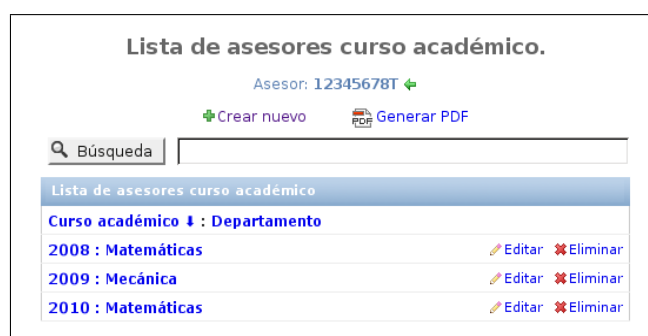 Lista de asesores curso académico.
Asesor: 12345678T
Crear nuevo PDF Generar PDF
Búsqueda
Lista de asesores curso académico
Curso académico ⬇ : Departamento
2008 : Matemáticas Editar Eliminar
2009 : Mecánica Editar Eliminar
2010 : Matemáticas Editar Eliminar